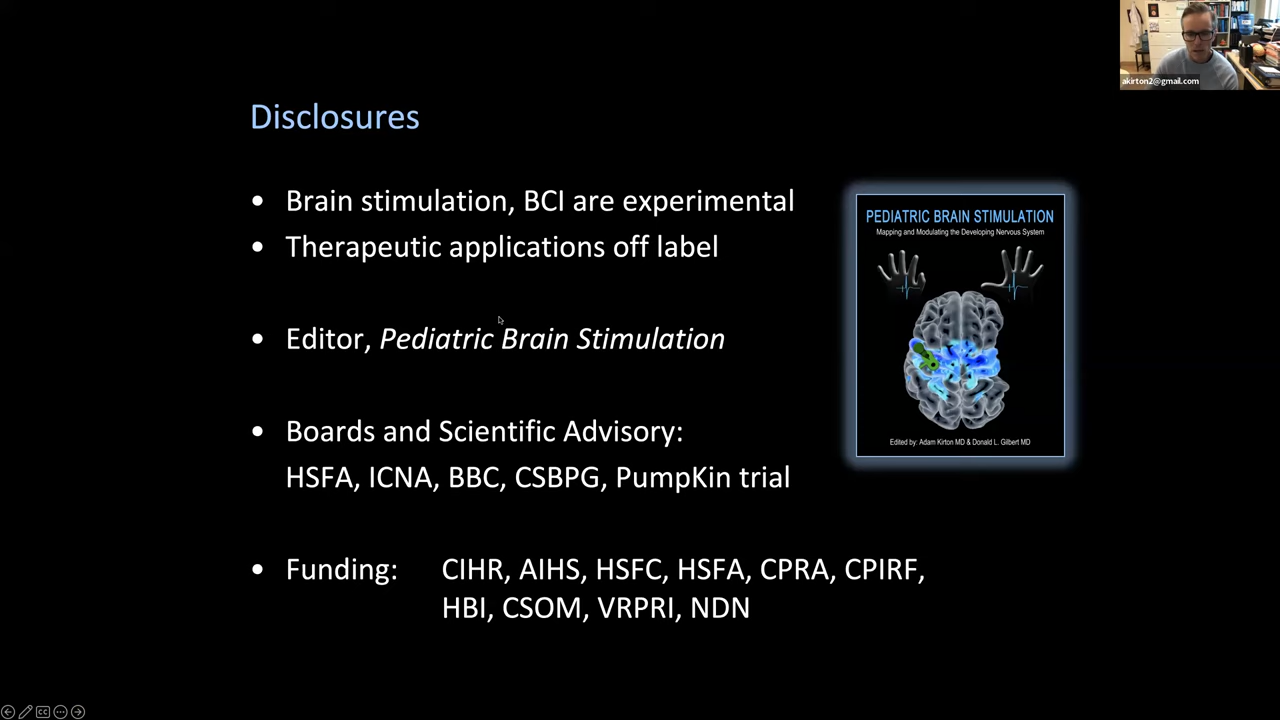 akirton2@gmail.com
Disclosures
• Brain stimulation, BCI are experimental
• Therapeutic applications off label
• Editor, Pediatric Brain Stimulation
• Boards and Scientific Advisory:
HSFA, ICNA, BBC, CSBPG, PumpKin trial
• Funding: CIHR, AIHS, HSFC, HSFA, CPRA, CPIRF,
HBI, CSOM, VRPRI, NDN
PEDIATRIC BRAIN STIMULATION
Mapping and Modulating the Developing Nervous System
Edited by: Adam Kirton MD & Donald L. Gilbert MD
CC